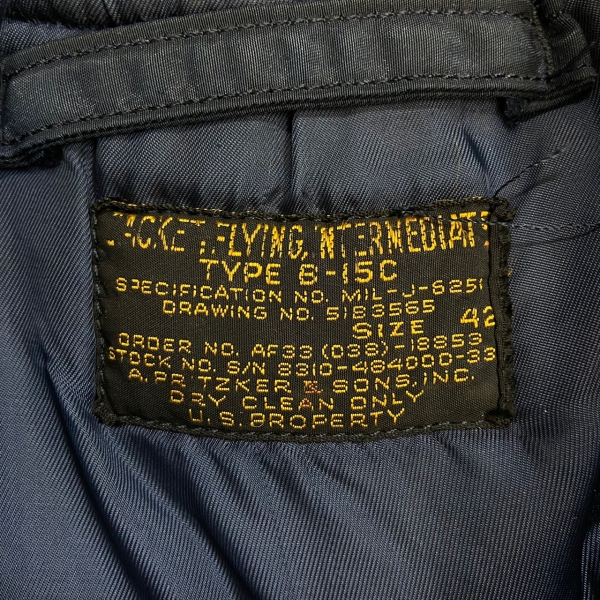 JACKET, FLYING, INTERMEDIATE
TYPE B-15C
SPECIFICATION NO. MIL-J-6251
DRAWING NO. 5183565
SIZE 42
ORDER NO. AF33 (038)-18853
STOCK NO. S/N 8310-484000-33
A. PRITZKER & SONS, INC.
DRY CLEAN ONLY
U.S. PROPERTY